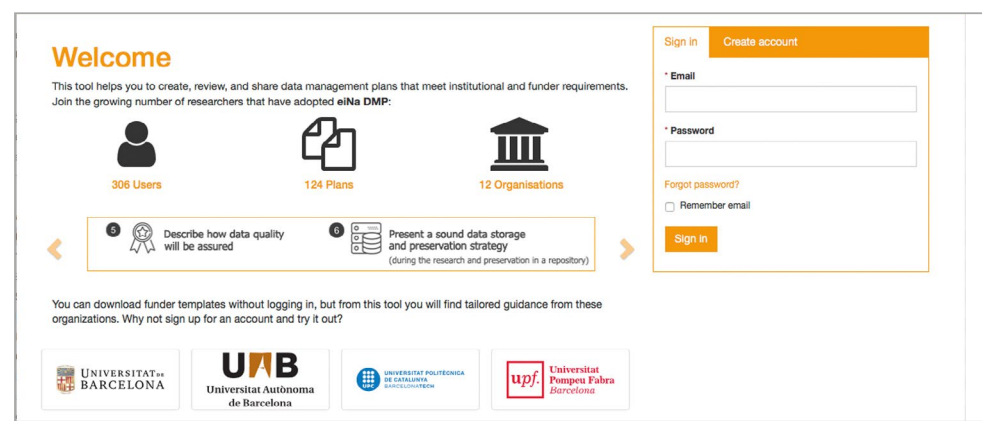 Welcome
This tool helps you to create, review, and share data management plans that meet institutional and funder requirements.
Join the growing number of researchers that have adopted eiNa DMP:
306 Users
124 Plans
12 Organisations
5 Describe how data quality
will be assured
6 Present a sound data storage
and preservation strategy
(during the research and preservation in a repository)
You can download funder templates without logging in, but from this tool you will find tailored guidance from these
organizations. Why not sign up for an account and try it out?
UNIVERSITAT DE
BARCELONA
UAB
Universitat Autònoma
de Barcelona
UPC
UNIVERSITAT POLITÈCNICA
DE CATALUNYA
BARCELONATECH
upf.
Universitat
Pompeu Fabra
Barcelona
Sign in
Create account
* Email
* Password
Forgot password?
Remember email
Sign in